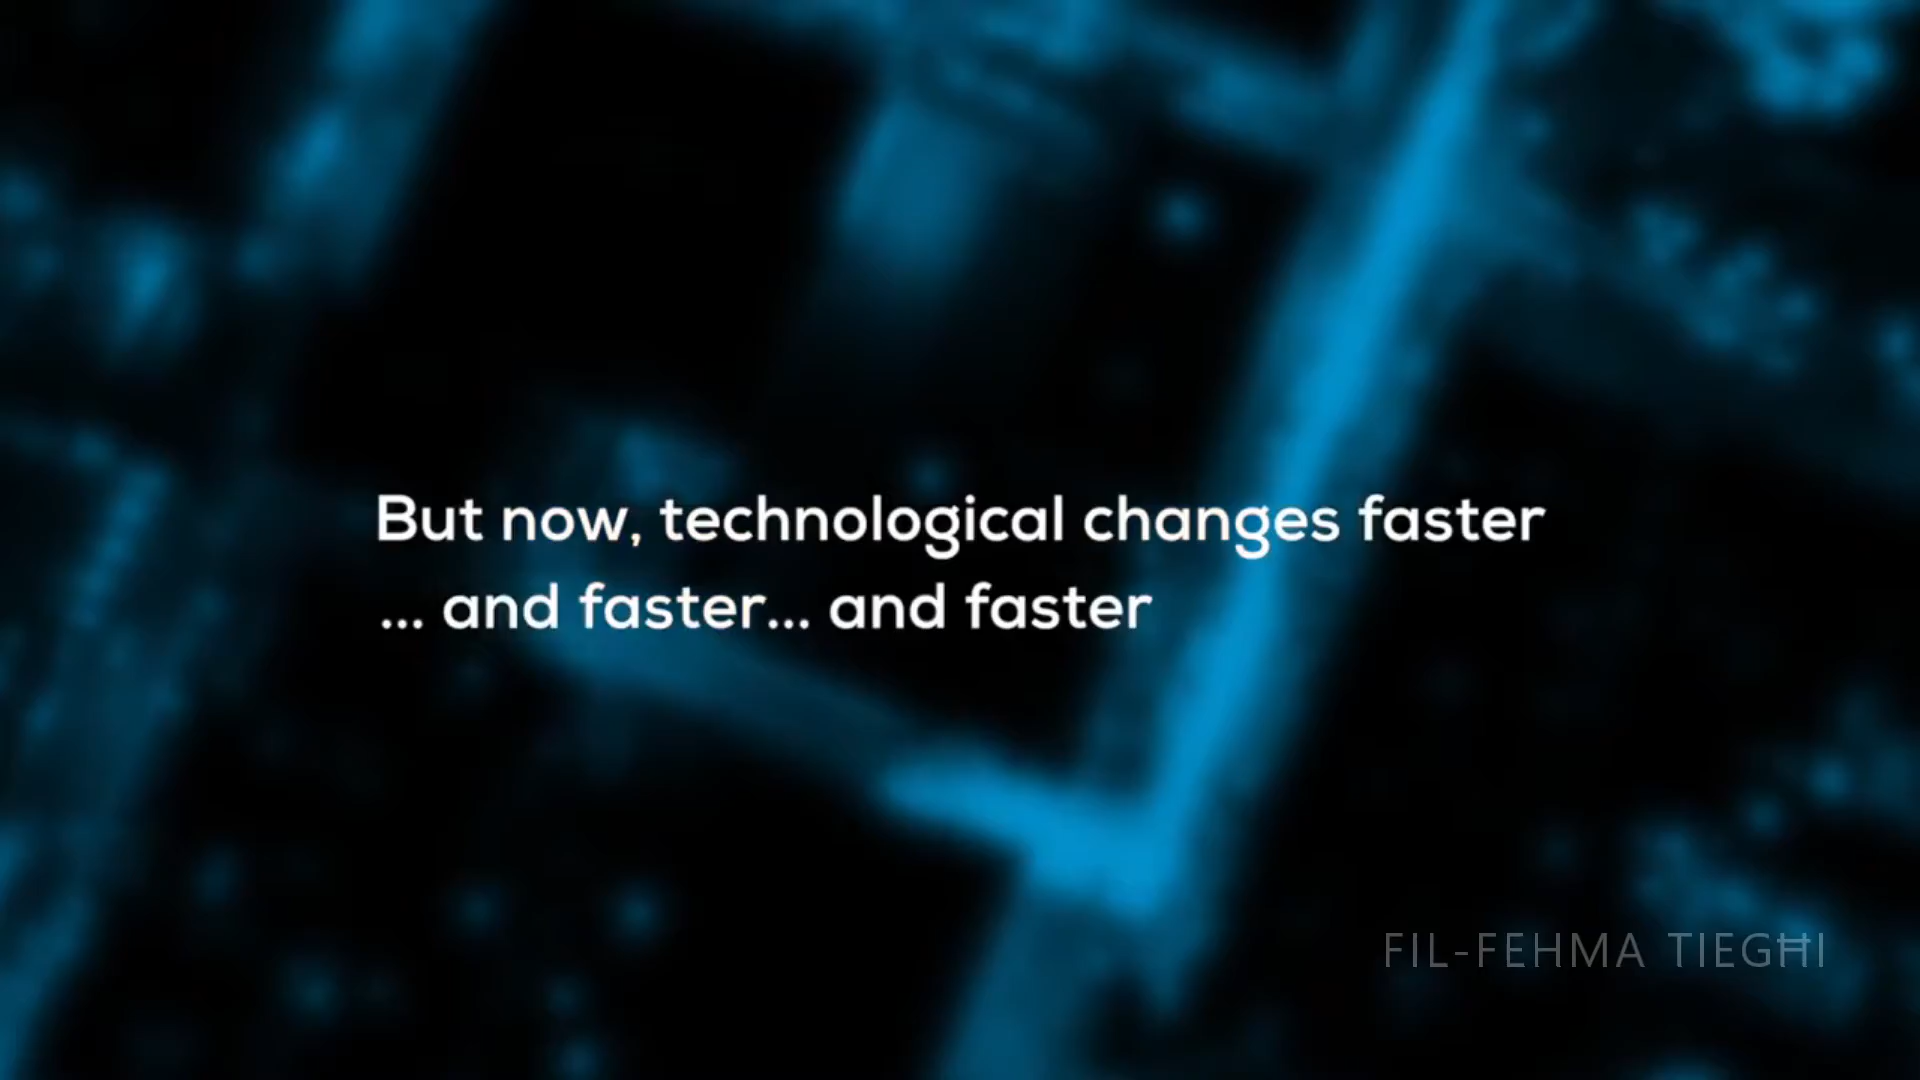 But now, technological changes faster
... and faster... and faster
FIL-FEHMA TIEGĦI